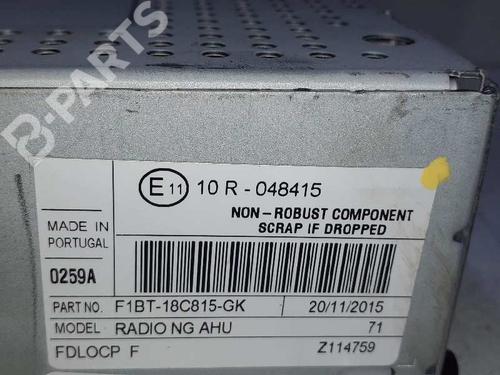 B-PARTS
E 11 10 R - 048415
NON - ROBUST COMPONENT
SCRAP IF DROPPED
MADE IN
PORTUGAL
0259A
PART NO. F1BT-18C815-GK 20/11/2015
MODEL RADIO NG AHU 71
FDLOCP F Z114759